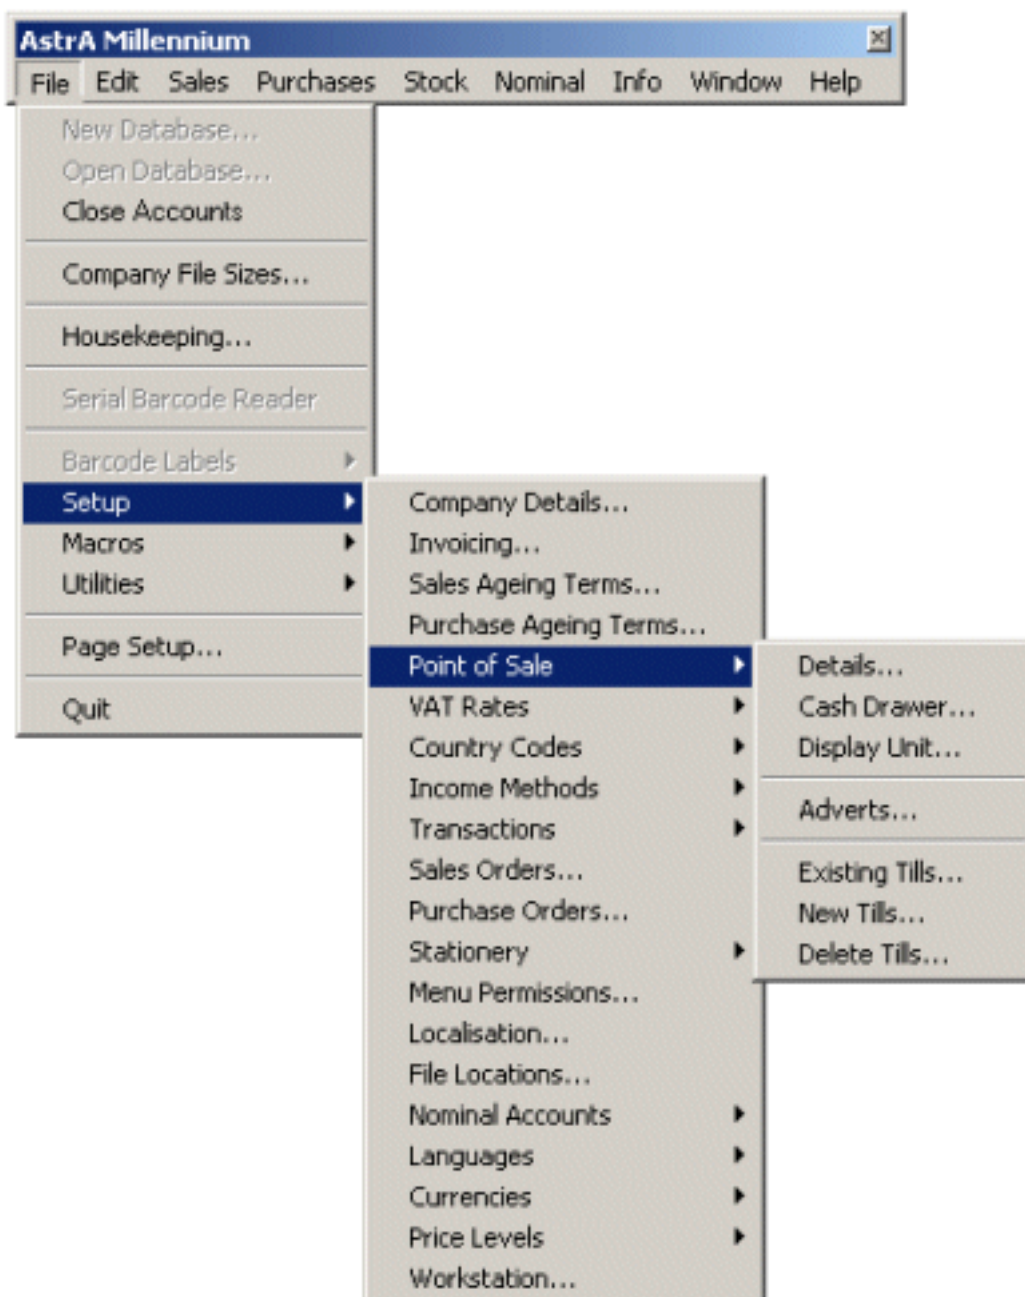 AstrA Millennium
File Edit Sales Purchases Stock Nominal Info Window Help
New Database...
Open Database...
Close Accounts
Company File Sizes...
Housekeeping...
Serial Barcode Reader
Barcode Labels
Setup
Macros
Utilities
Page Setup...
Quit
Company Details...
Invoicing...
Sales Ageing Terms...
Purchase Ageing Terms...
Point of Sale
VAT Rates
Country Codes
Income Methods
Transactions
Sales Orders...
Purchase Orders...
Stationery
Menu Permissions...
Localisation...
File Locations...
Nominal Accounts
Languages
Currencies
Price Levels
Workstation...
Details...
Cash Drawer...
Display Unit...
Adverts...
Existing Tills...
New Tills...
Delete Tills...